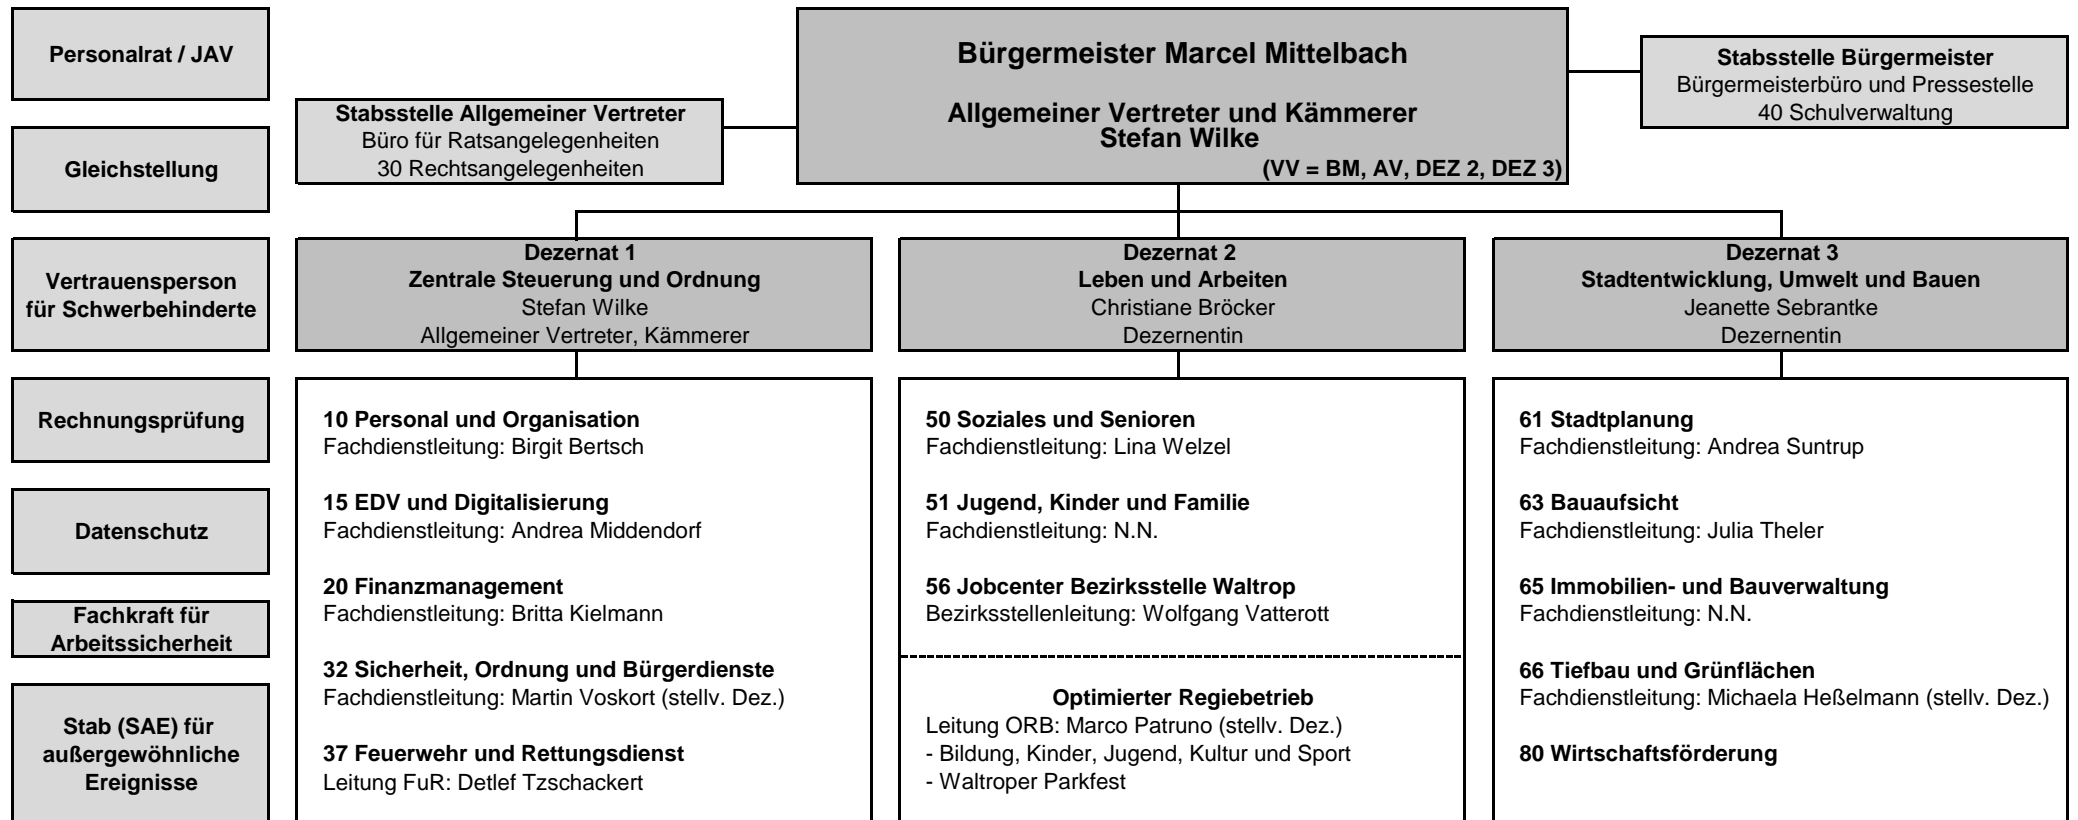 Personalrat / JAV
Gleichstellung
Vertrauensperson
für Schwerbehinderte
Rechnungsprüfung
Datenschutz
Fachkraft für
Arbeitssicherheit
Stab (SAE) für
außergewöhnliche
Ereignisse
Bürgermeister Marcel Mittelbach
Allgemeiner Vertreter und Kämmerer
Stefan Wilke
(VV = BM, AV, DEZ 2, DEZ 3)
Stabsstelle Allgemeiner Vertreter
Büro für Ratsangelegenheiten
30 Rechtsangelegenheiten
Stabsstelle Bürgermeister
Bürgermeisterbüro und Pressestelle
40 Schulverwaltung
Dezernat 1
Zentrale Steuerung und Ordnung
Stefan Wilke
Allgemeiner Vertreter, Kämmerer
10 Personal und Organisation
Fachdienstleitung: Birgit Bertsch
15 EDV und Digitalisierung
Fachdienstleitung: Andrea Middendorf
20 Finanzmanagement
Fachdienstleitung: Britta Kielmann
32 Sicherheit, Ordnung und Bürgerdienste
Fachdienstleitung: Martin Voskort (stellv. Dez.)
37 Feuerwehr und Rettungsdienst
Leitung FuR: Detlef Tzschackert
Dezernat 2
Leben und Arbeiten
Christiane Bröcker
Dezernentin
50 Soziales und Senioren
Fachdienstleitung: Lina Welzel
51 Jugend, Kinder und Familie
Fachdienstleitung: N.N.
56 Jobcenter Bezirksstelle Waltrop
Bezirksstellenleitung: Wolfgang Vatterott
Optimierter Regiebetrieb
Leitung ORB: Marco Patruno (stellv. Dez.)
- Bildung, Kinder, Jugend, Kultur und Sport
- Waltroper Parkfest
Dezernat 3
Stadtentwicklung, Umwelt und Bauen
Jeanette Sebrantke
Dezernentin
61 Stadtplanung
Fachdienstleitung: Andrea Suntrup
63 Bauaufsicht
Fachdienstleitung: Julia Theler
65 Immobilien- und Bauverwaltung
Fachdienstleitung: N.N.
66 Tiefbau und Grünflächen
Fachdienstleitung: Michaela Heßelmann (stellv. Dez.)
80 Wirtschaftsförderung